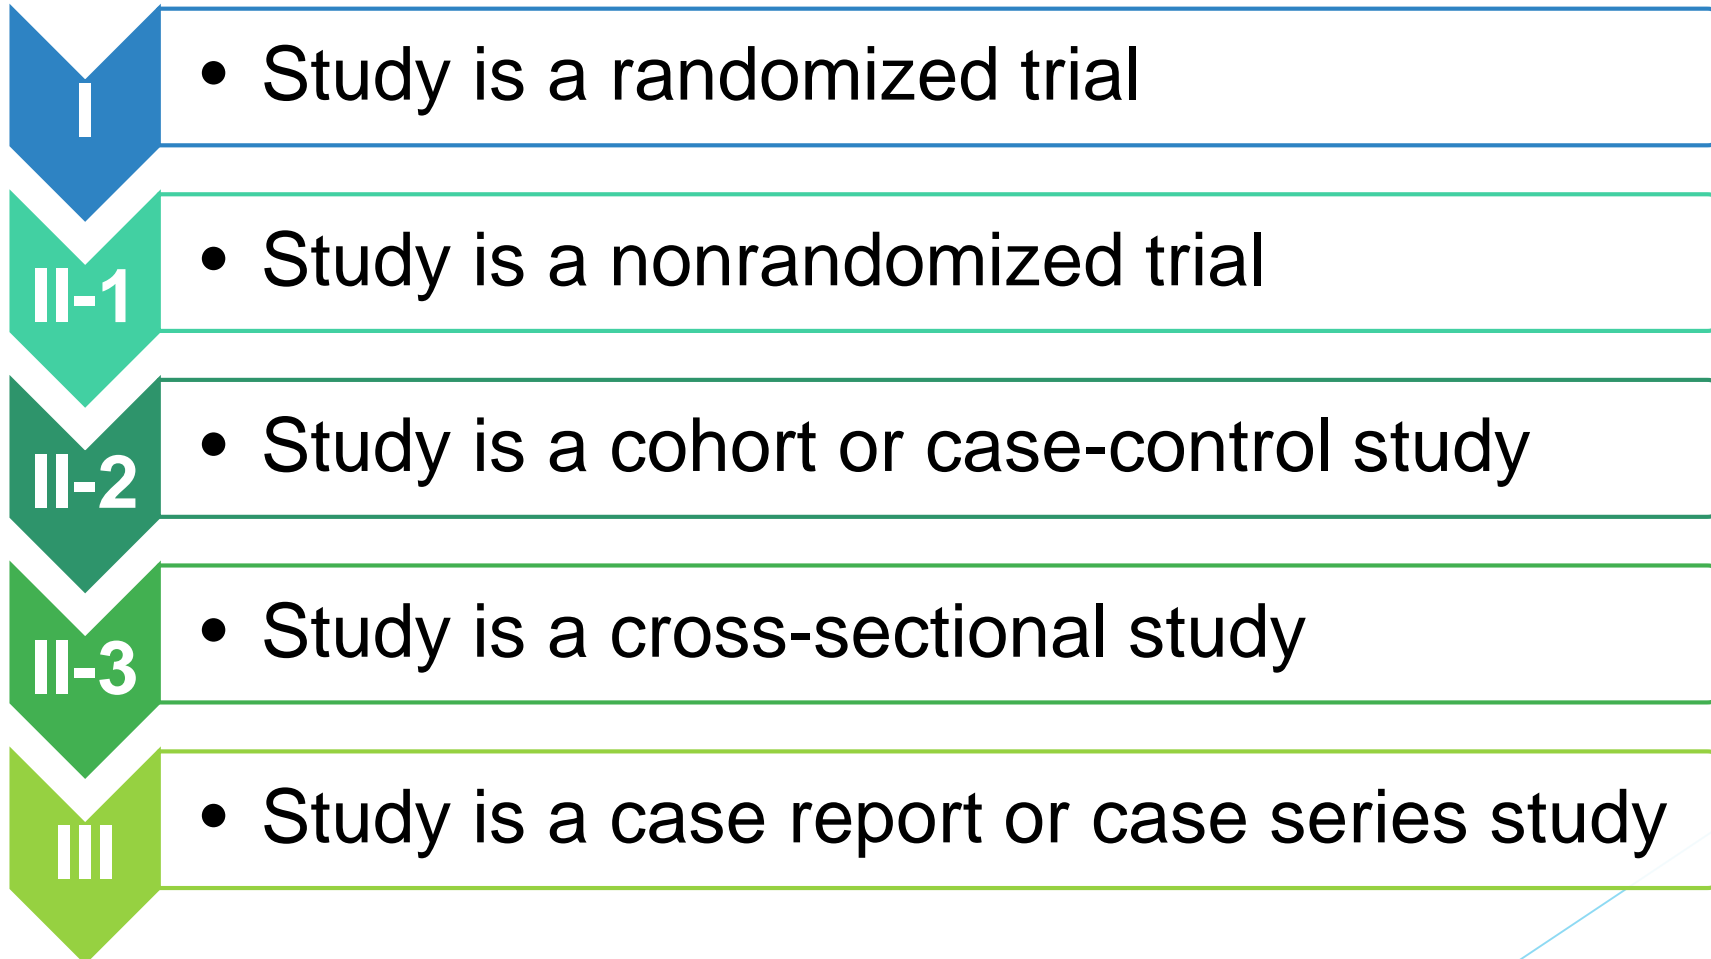 I
• Study is a randomized trial
II-1
• Study is a nonrandomized trial
II-2
• Study is a cohort or case-control study
II-3
• Study is a cross-sectional study
III
• Study is a case report or case series study